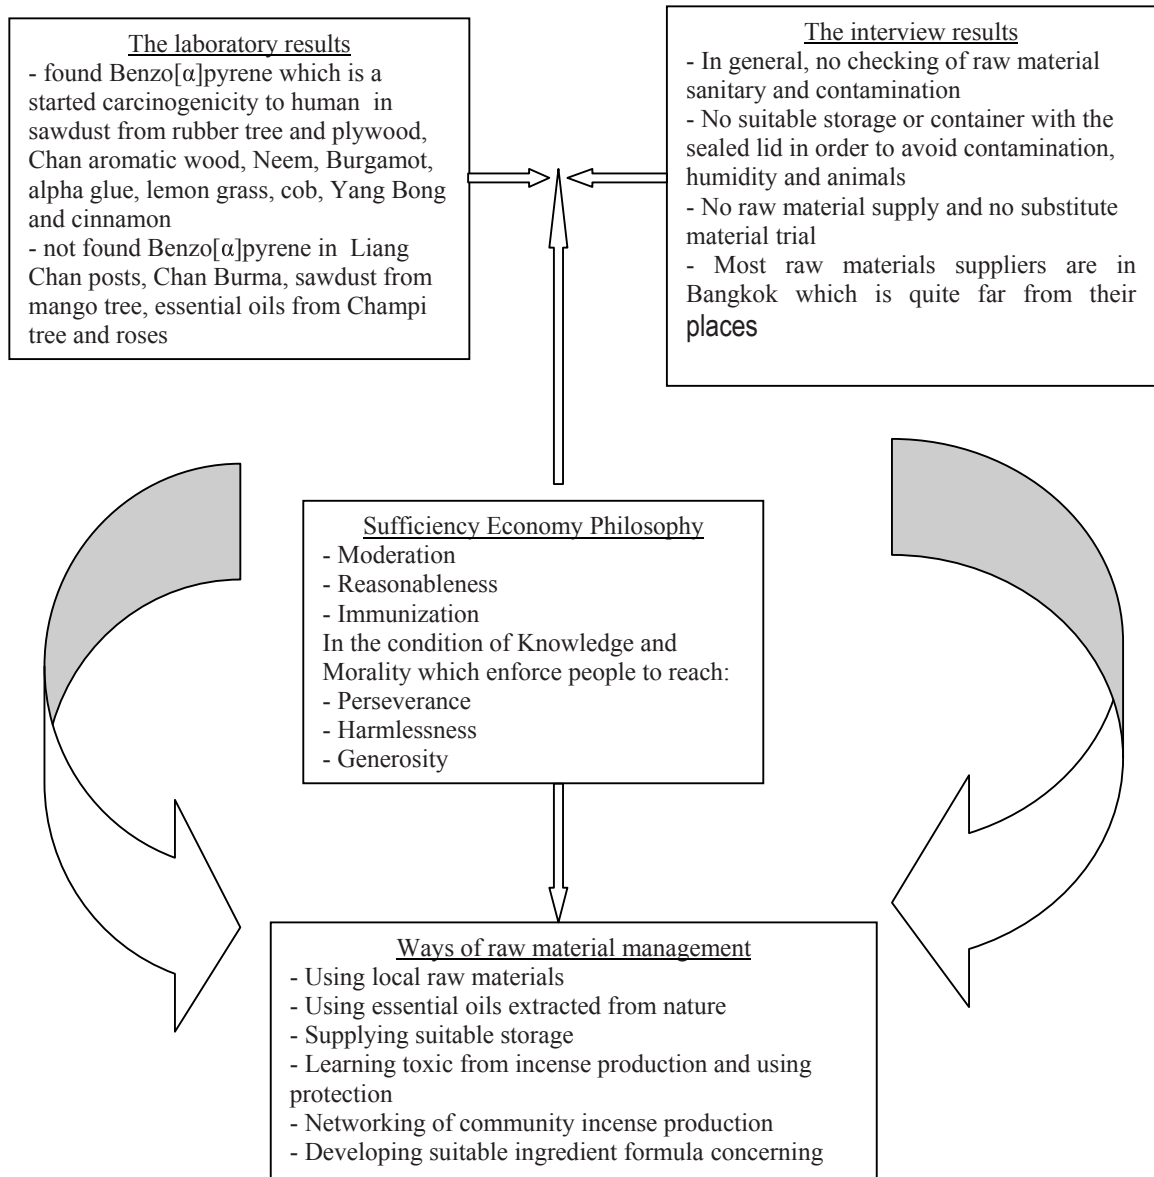 The laboratory results
- found Benzo[α]pyrene which is a
started carcinogenicity to human in
sawdust from rubber tree and plywood,
Chan aromatic wood, Neem, Burgamot,
alpha glue, lemon grass, cob, Yang Bong
and cinnamon
- not found Benzo[α]pyrene in Liang
Chan posts, Chan Burma, sawdust from
mango tree, essential oils from Champi
tree and roses
The interview results
- In general, no checking of raw material
sanitary and contamination
- No suitable storage or container with the
sealed lid in order to avoid contamination,
humidity and animals
- No raw material supply and no substitute
material trial
- Most raw materials suppliers are in
Bangkok which is quite far from their
places
Sufficiency Economy Philosophy
- Moderation
- Reasonableness
- Immunization
In the condition of Knowledge and
Morality which enforce people to reach:
- Perseverance
- Harmlessness
- Generosity
Ways of raw material management
- Using local raw materials
- Using essential oils extracted from nature
- Supplying suitable storage
- Learning toxic from incense production and using
protection
- Networking of community incense production
- Developing suitable ingredient formula concerning